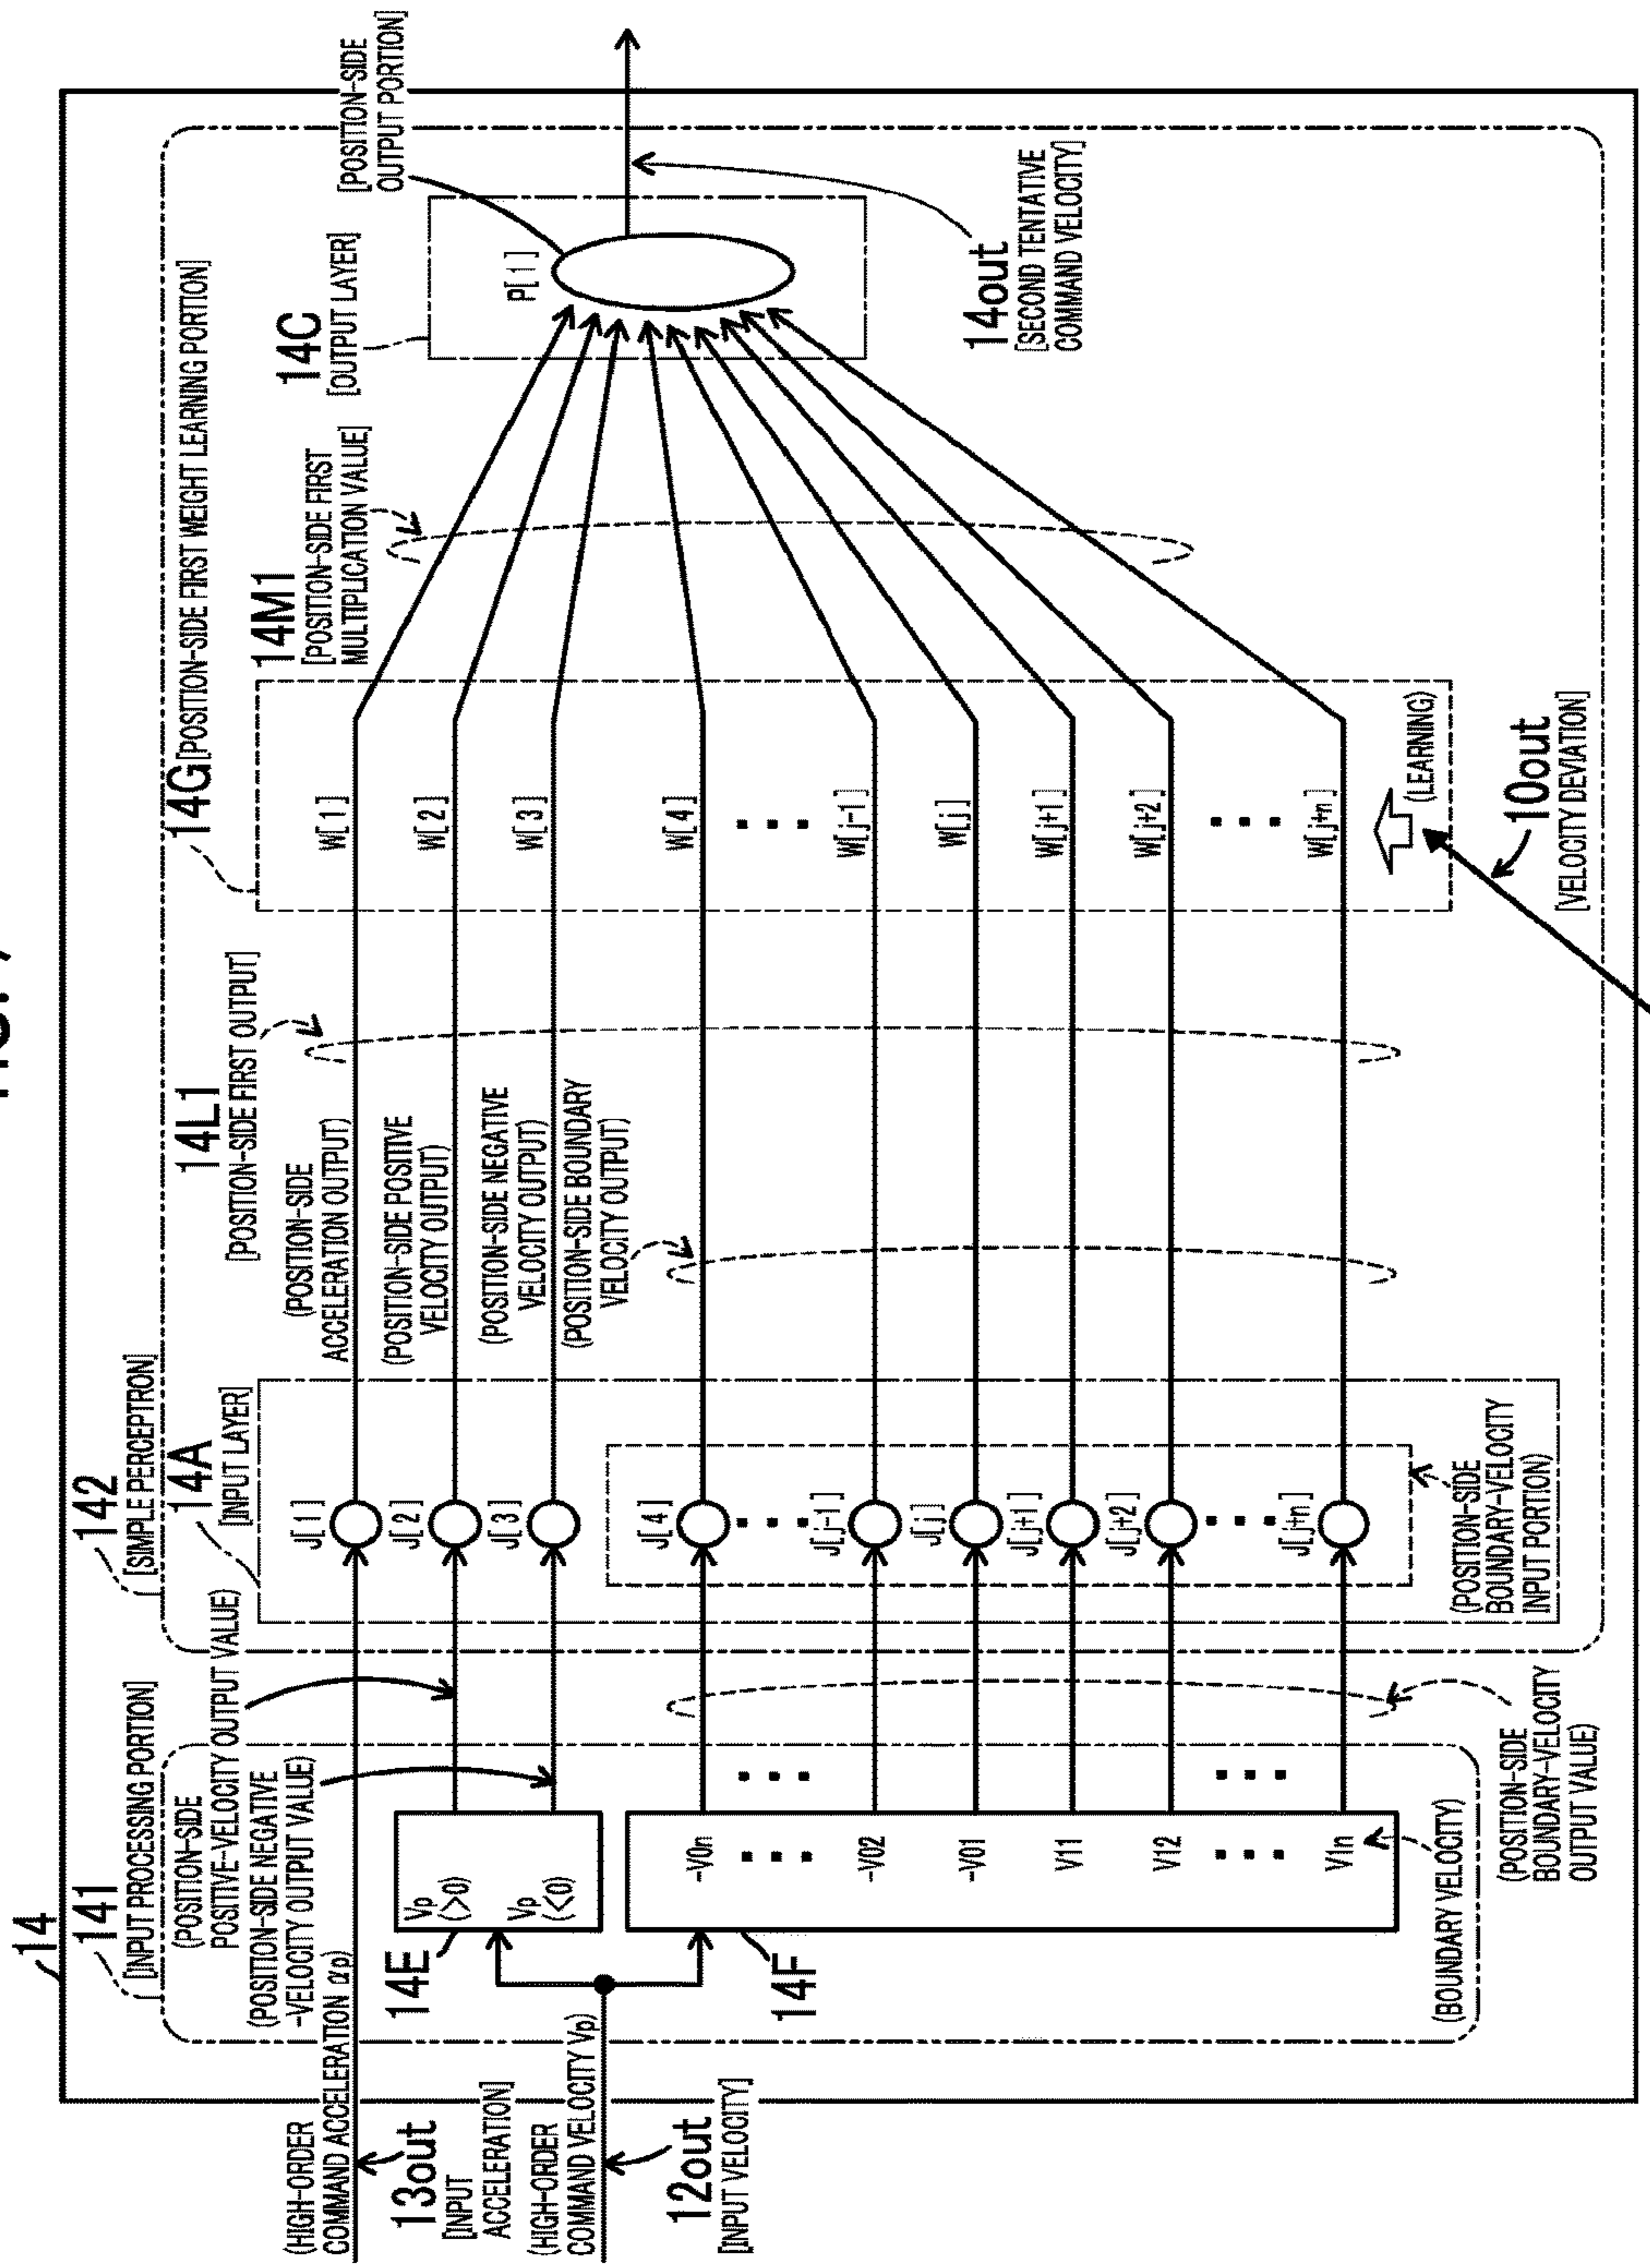 14
141
[INPUT PROCESSING PORTION]
(POSITION-SIDE
POSITIVE-VELOCITY OUTPUT VALUE)
(POSITION-SIDE NEGATIVE
-VELOCITY OUTPUT VALUE)
(HIGH-ORDER
COMMAND ACCELERATION αp)
13out
[INPUT
ACCELERATION]
(HIGH-ORDER
COMMAND VELOCITY Vp)
12out
[INPUT VELOCITY]
14E
Vp
(>0)
Vp
(<0)
14F
-V0n
-V02
-V01
V11
V12
V1n
(BOUNDARY VELOCITY)
(POSITION-SIDE
BOUNDARY-VELOCITY
OUTPUT VALUE)
142
[SIMPLE PERCEPTRON]
14A
[INPUT LAYER]
J[1]
J[2]
J[3]
J[4]
J[j-1]
J[j]
J[j+1]
J[j+2]
J[j+n]
(POSITION-SIDE
BOUNDARY-VELOCITY
INPUT PORTION)
14L1
[POSITION-SIDE FIRST OUTPUT]
(POSITION-SIDE
ACCELERATION OUTPUT)
(POSITION-SIDE POSITIVE
VELOCITY OUTPUT)
(POSITION-SIDE NEGATIVE
VELOCITY OUTPUT)
(POSITION-SIDE BOUNDARY
VELOCITY OUTPUT)
14G[POSITION-SIDE FIRST WEIGHT LEARNING PORTION]
W[1]
W[2]
W[3]
W[4]
W[j-1]
W[j]
W[j+1]
W[j+2]
W[j+n]
(LEARNING)
10out
[VELOCITY DEVIATION]
14M1
[POSITION-SIDE FIRST
MULTIPLICATION VALUE]
14C
[OUTPUT LAYER]
P[1]
[POSITION-SIDE
OUTPUT PORTION]
14out
[SECOND TENTATIVE
COMMAND VELOCITY]